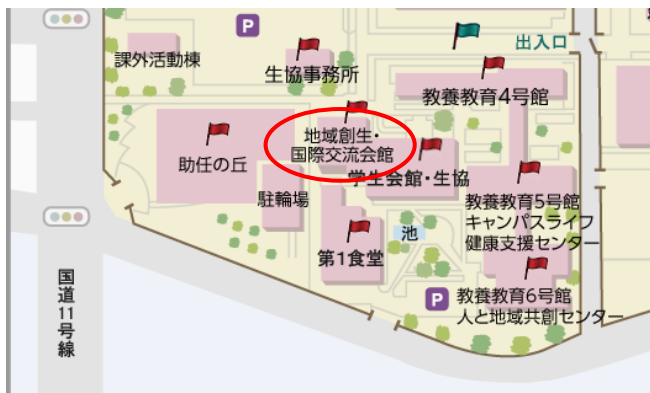 P
出入口
課外活動棟
生協事務所
教養教育4号館
地域創生・
国際交流会館
助任の丘
学生会館・生協
駐輪場
教養教育5号館
キャンパスライフ
健康支援センター
池
第1食堂
国道11号線
P
教養教育6号館
人と地域共創センター